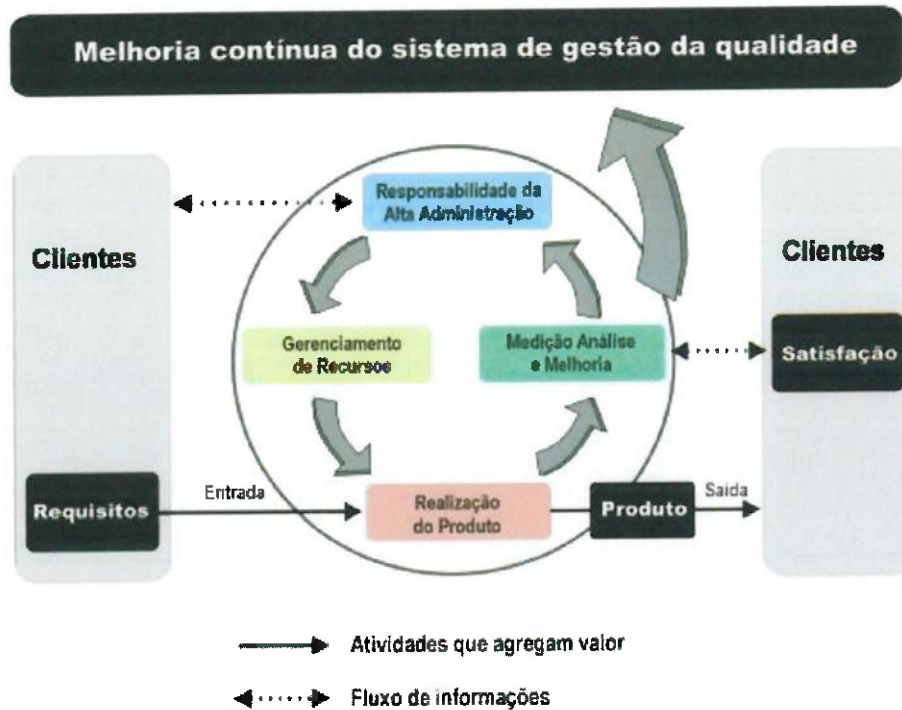 Melhoria contínua do sistema de gestão da qualidade
Responsabilidade da
Alta Administração
Clientes
Clientes
Gerenciamento
de Recursos
Medição Análise
e Melhoria
Satisfação
Entrada
Requisitos
Realização
do Produto
Produto
Saída
Atividades que agregam valor
Fluxo de informações